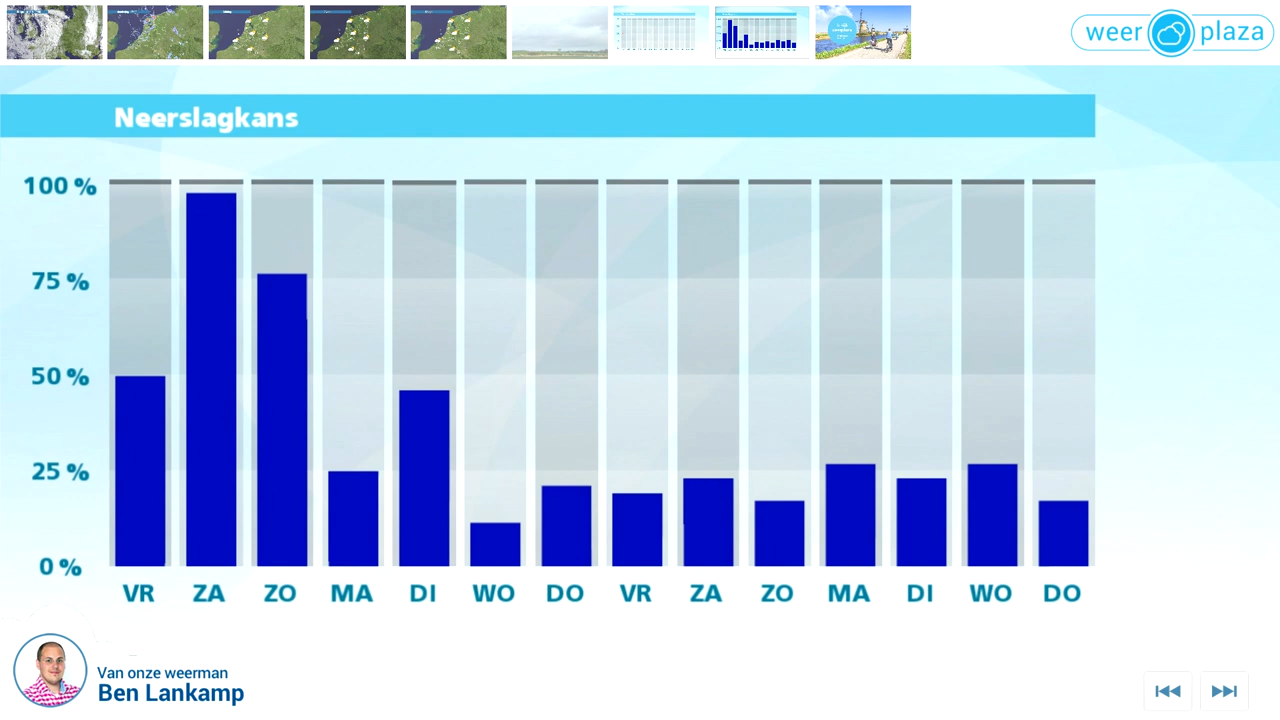 weer plaza
Neerslagkans
100 %
75 %
50 %
25 %
0 %
VR ZA ZO MA DI WO DO VR ZA ZO MA DI WO DO
Van onze weerman
Ben Lankamp